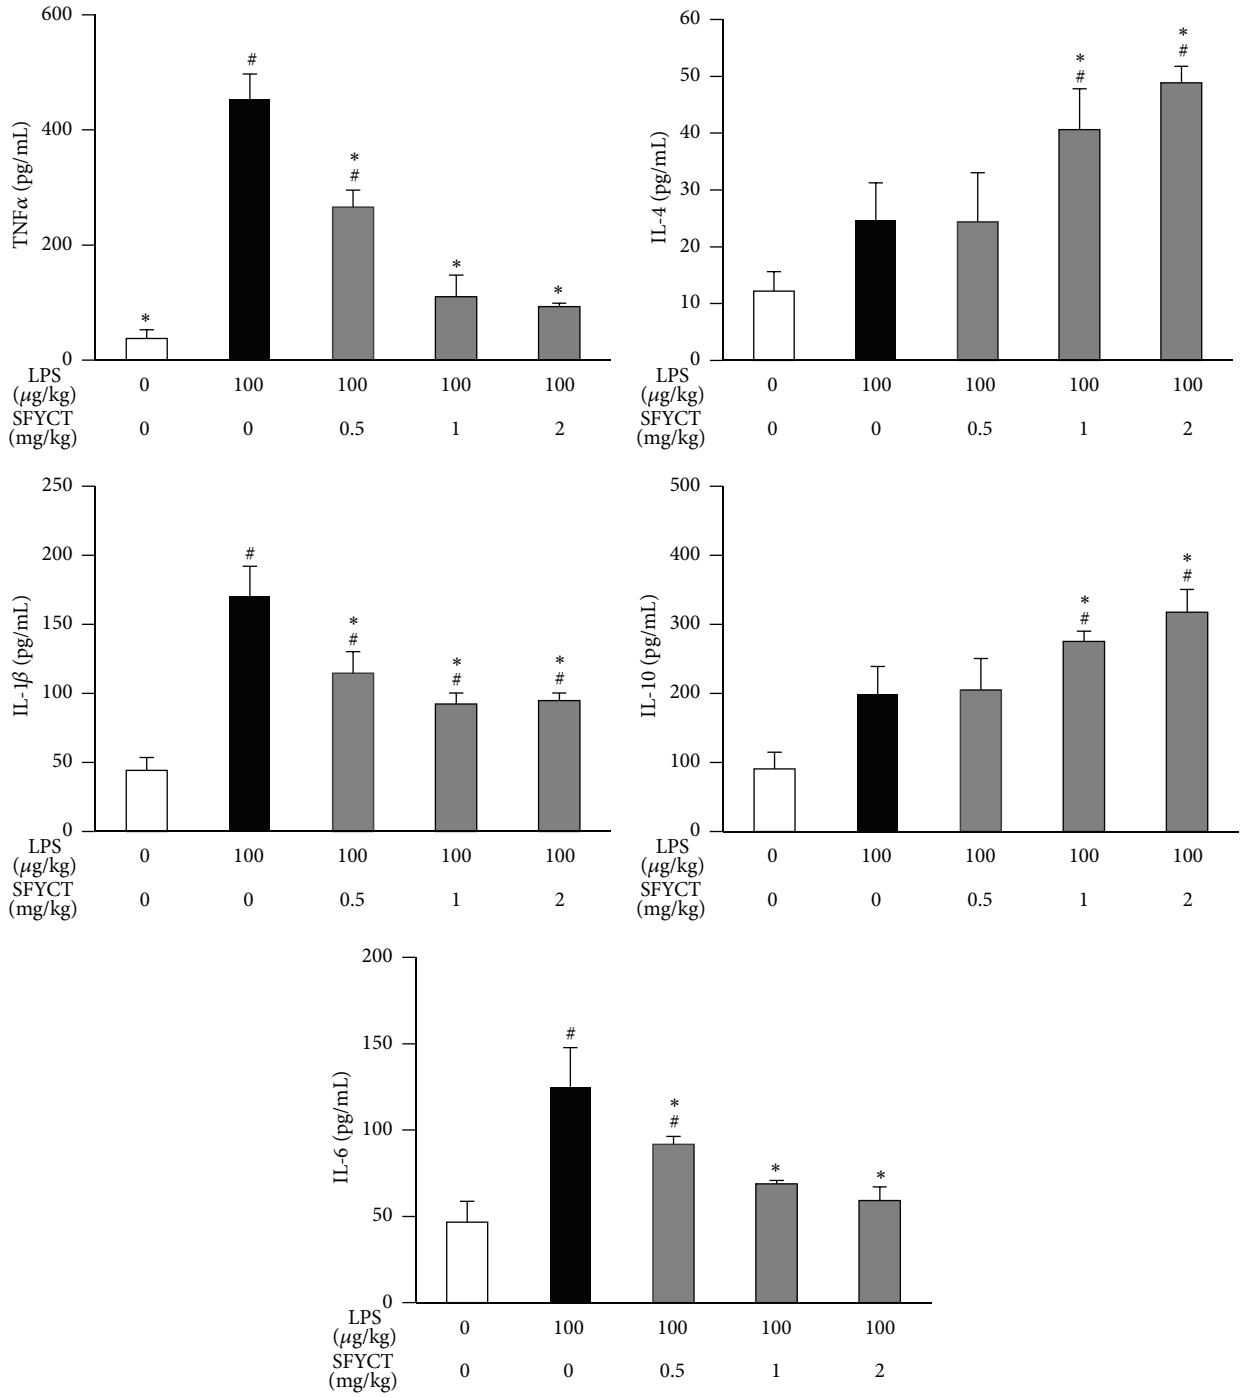 600
400
200
0
TNFα (pg/mL)
*
#
*
#
*
*
LPS
(μg/kg)
0 100 100 100 100
SFYCT
(mg/kg)
0 0 0.5 1 2
60
50
40
30
20
10
0
IL-4 (pg/mL)
*
#
*
#
LPS
(μg/kg)
0 100 100 100 100
SFYCT
(mg/kg)
0 0 0.5 1 2
250
200
150
100
50
0
IL-1β (pg/mL)
#
*
#
*
#
*
#
LPS
(μg/kg)
0 100 100 100 100
SFYCT
(mg/kg)
0 0 0.5 1 2
500
400
300
200
100
0
IL-10 (pg/mL)
*
#
*
#
LPS
(μg/kg)
0 100 100 100 100
SFYCT
(mg/kg)
0 0 0.5 1 2
200
150
100
50
0
IL-6 (pg/mL)
#
*
#
*
*
LPS
(μg/kg)
0 100 100 100 100
SFYCT
(mg/kg)
0 0 0.5 1 2